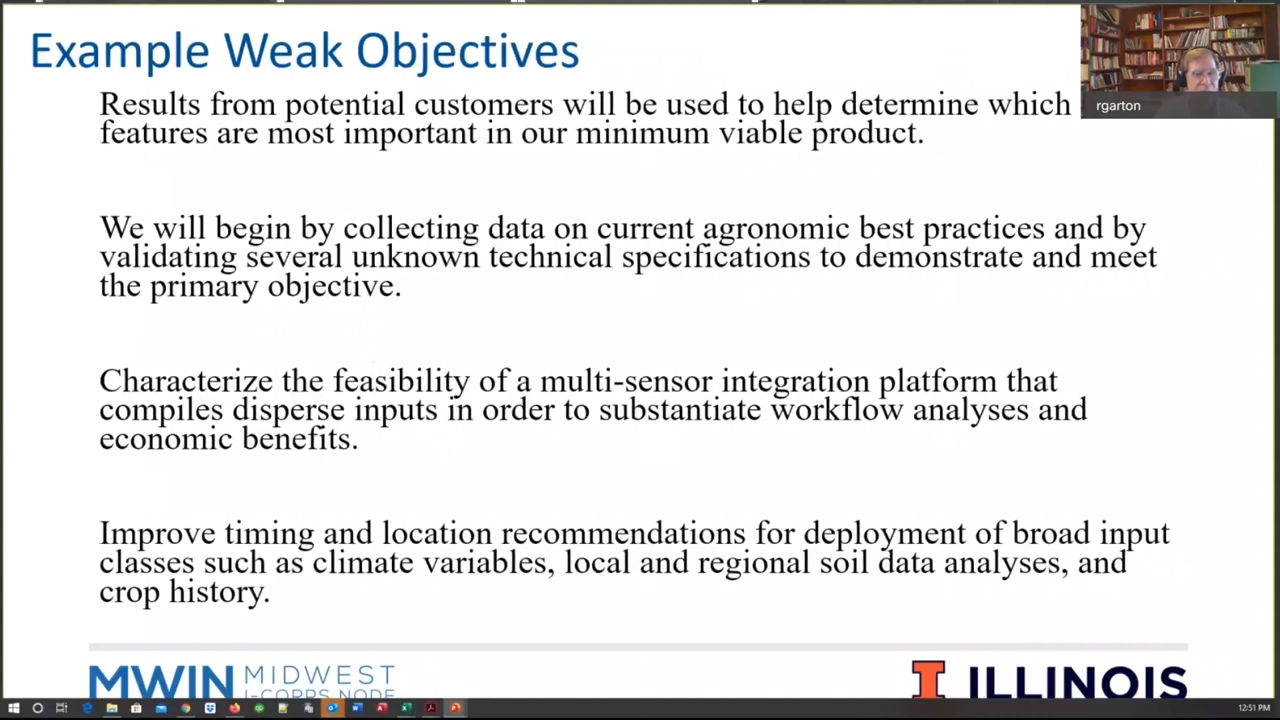 Example Weak Objectives
rgarton
Results from potential customers will be used to help determine which
features are most important in our minimum viable product.
We will begin by collecting data on current agronomic best practices and by
validating several unknown technical specifications to demonstrate and meet
the primary objective.
Characterize the feasibility of a multi-sensor integration platform that
compiles disperse inputs in order to substantiate workflow analyses and
economic benefits.
Improve timing and location recommendations for deployment of broad input
classes such as climate variables, local and regional soil data analyses, and
crop history.
MWIN MIDWEST
I-CORPS NODE
I ILLINOIS
12:51 PM